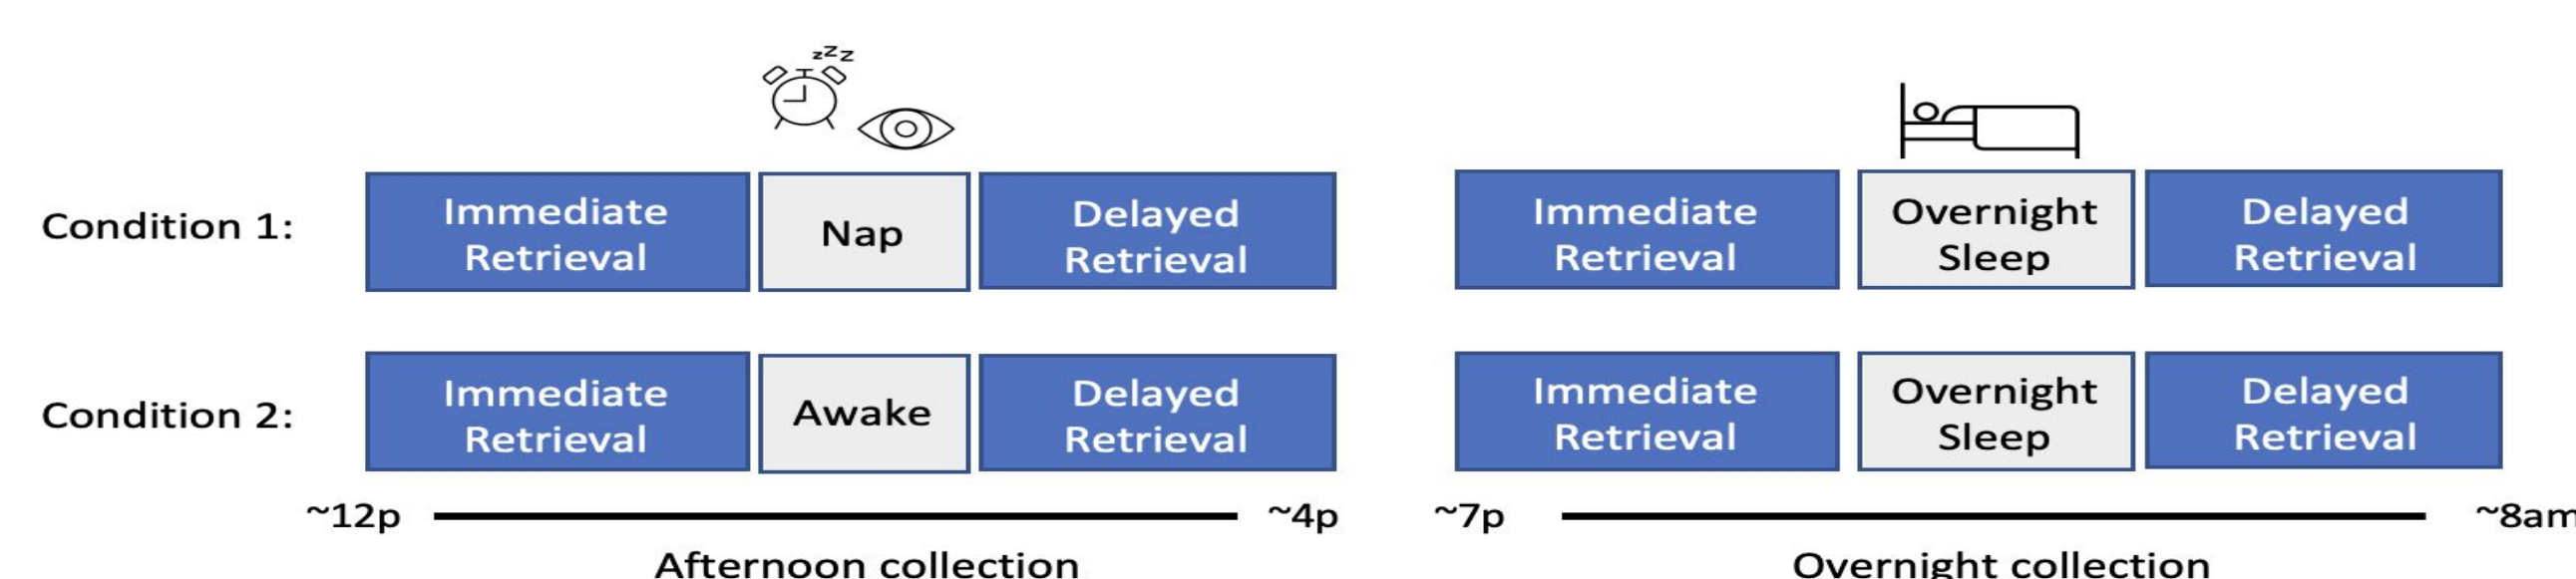 zZZ
Condition 1:
Immediate
Retrieval
Nap
Delayed
Retrieval
Immediate
Retrieval
Overnight
Sleep
Delayed
Retrieval
Condition 2:
Immediate
Retrieval
Awake
Delayed
Retrieval
Immediate
Retrieval
Overnight
Sleep
Delayed
Retrieval
~12p
~4p
~7p
~8am
Afternoon collection
Overnight collection